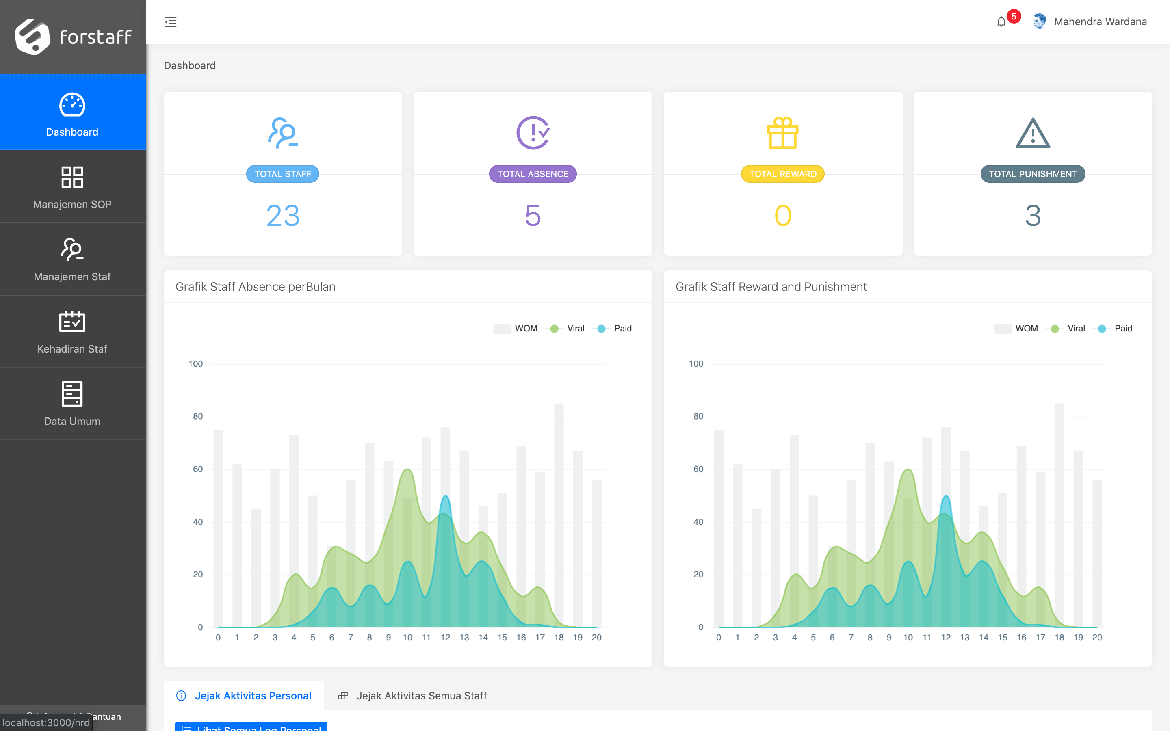 forstaff
5
Mahendra Wardana
Dashboard
Dashboard
Manajemen SOP
Manajemen Staf
Kehadiran Staf
Data Umum
TOTAL STAFF
23
TOTAL ABSENCE
5
TOTAL REWARD
0
TOTAL PUNISHMENT
3
Grafik Staff Absence perBulan
WOM Viral Paid
100
80
60
40
20
0
0 1 2 3 4 5 6 7 8 9 10 11 12 13 14 15 16 17 18 19 20
Grafik Staff Reward and Punishment
WOM Viral Paid
100
80
60
40
20
0
0 1 2 3 4 5 6 7 8 9 10 11 12 13 14 15 16 17 18 19 20
Jejak Aktivitas Personal
Jejak Aktivitas Semua Staff
Lihat Semua Log Personal
localhost:3000/hrd